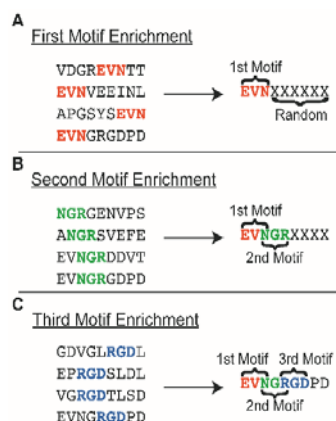 A
First Motif Enrichment
VDGREVNTT
EVNVEEINL
APGSYSEVN
EVNGRGDPD
1st Motif
EVNXXXXXX
Random
B
Second Motif Enrichment
NGRGENVPS
ANGRSVEFE
EVNGRDDVT
EVNGRGDPD
1st Motif
EVNGRXXXX
2nd Motif
C
Third Motif Enrichment
GDVGLRGDL
EPRGDSLDL
VGRGDTLSD
EVNGRGDPD
1st Motif 3rd Motif
EVNGRGDPD
2nd Motif